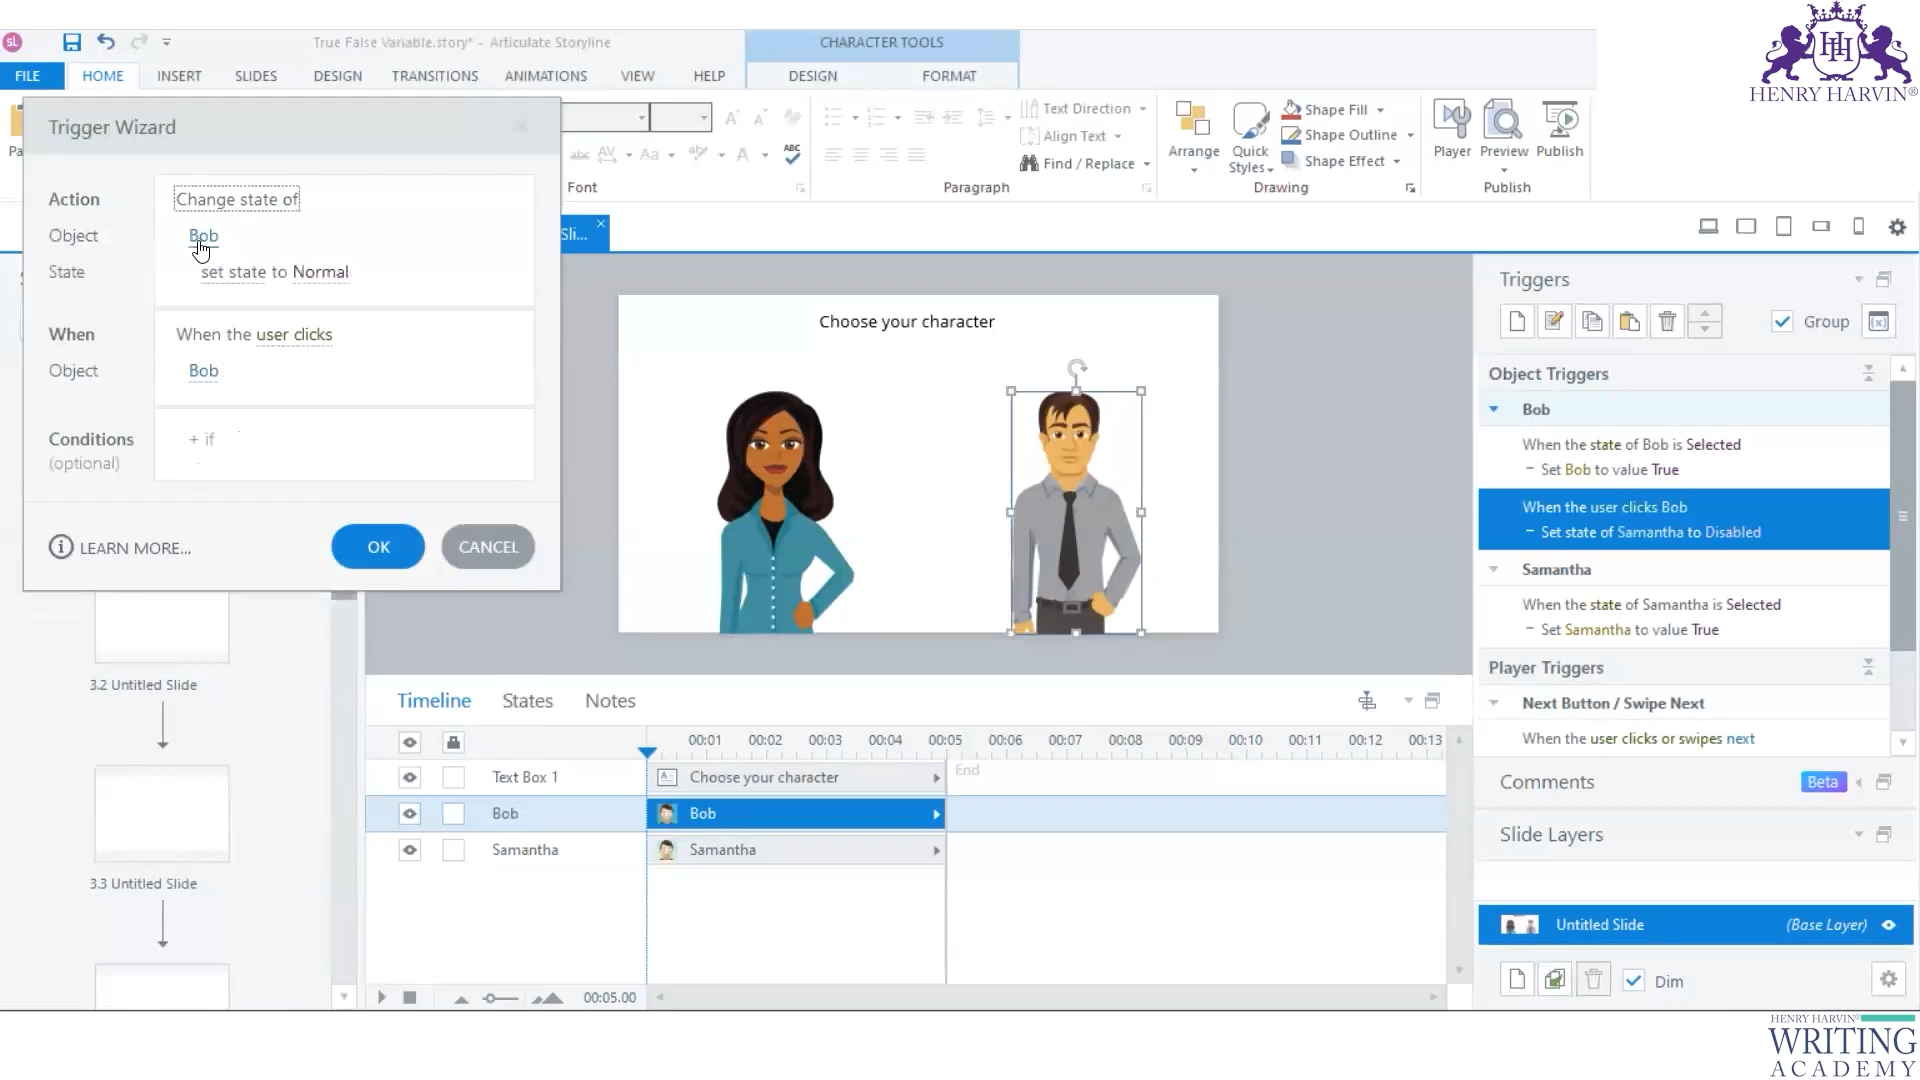 HH
HENRY HARVIN®
sL
True False Variable.story* - Articulate Storyline
CHARACTER TOOLS
FILE
HOME
INSERT
SLIDES
DESIGN
TRANSITIONS
ANIMATIONS
VIEW
HELP
DESIGN
FORMAT
Pa
Text Direction
Align Text
Find / Replace
abc
AV
Aa
ab
A
ABC
Font
Paragraph
Arrange
Quick
Styles
Shape Fill
Shape Outline
Shape Effect
Drawing
Player
Preview
Publish
Publish
Trigger Wizard
Action
Change state of
Object
Bob
State
set state to Normal
When
When the user clicks
Object
Bob
Conditions
+ if
(optional)
LEARN MORE...
OK
CANCEL
Sli...
Choose your character
Triggers
Group
(x)
Object Triggers
Bob
When the state of Bob is Selected
– Set Bob to value True
When the user clicks Bob
– Set state of Samantha to Disabled
Samantha
When the state of Samantha is Selected
– Set Samantha to value True
Player Triggers
Next Button / Swipe Next
When the user clicks or swipes next
Comments
Beta
Slide Layers
Untitled Slide
(Base Layer)
Dim
3.2 Untitled Slide
3.3 Untitled Slide
Timeline
States
Notes
00:01 00:02 00:03 00:04 00:05 00:06 00:07 00:08 00:09 00:10 00:11 00:12 00:13
Text Box 1
Choose your character
End
Bob
Bob
Samantha
Samantha
00:05.00
HENRY HARVIN®
WRITING
ACADEMY